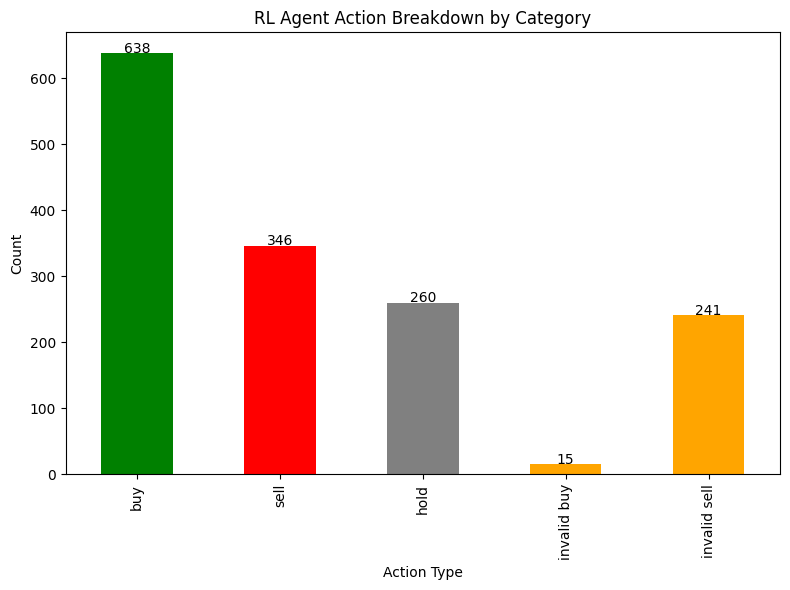 RL Agent Action Breakdown by Category
Count
600
500
400
300
200
100
0
638
346
260
15
241
buy
sell
hold
invalid buy
invalid sell
Action Type